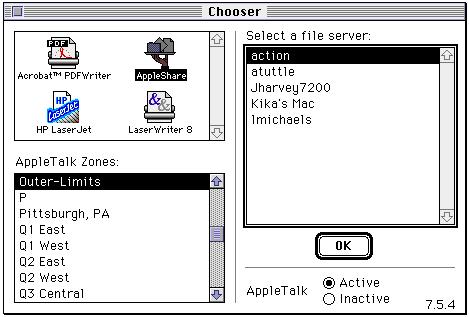 Chooser
PDF
Acrobat™ PDFWriter
AppleShare
HP
LaserJet
HP LaserJet
&&
LaserWriter 8
AppleTalk Zones:
Outer-Limits
P
Pittsburgh, PA
Q1 East
Q1 West
Q2 East
Q2 West
Q3 Central
Select a file server:
action
atuttle
Jharvey7200
Kika's Mac
lmichaels
OK
AppleTalk
Active
Inactive
7.5.4